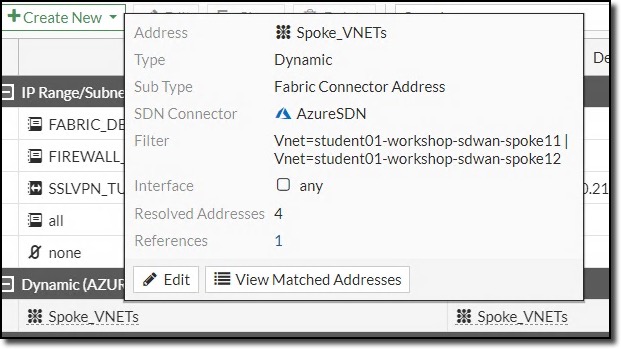 Create New
De
Address Spoke_VNETs
Type Dynamic
Sub Type Fabric Connector Address
SDN Connector AzureSDN
Filter Vnet=student01-workshop-sdwan-spoke11 |
Vnet=student01-workshop-sdwan-spoke12
Interface any
Resolved Addresses 4
References 1
Edit View Matched Addresses
IP Range/Subne
FABRIC_DE
FIREWALL_
SSLVPN_TU 0.21
all
none
Dynamic (AZUR
Spoke_VNETs Spoke_VNETs